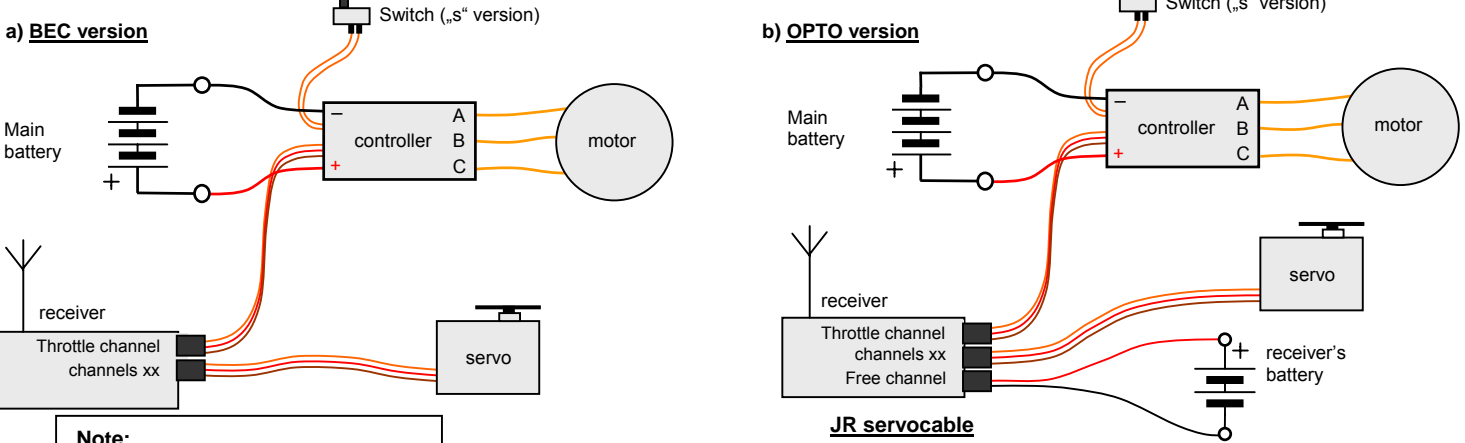 Switch („s“ version)
a) BEC version
Main
battery
+
–
+
controller
A
B
C
motor
receiver
Throttle channel
channels xx
servo
Note:
Switch („s“ version)
b) OPTO version
Main
battery
+
–
+
controller
A
B
C
motor
receiver
Throttle channel
channels xx
Free channel
servo
+
receiver's
battery
JR servocable